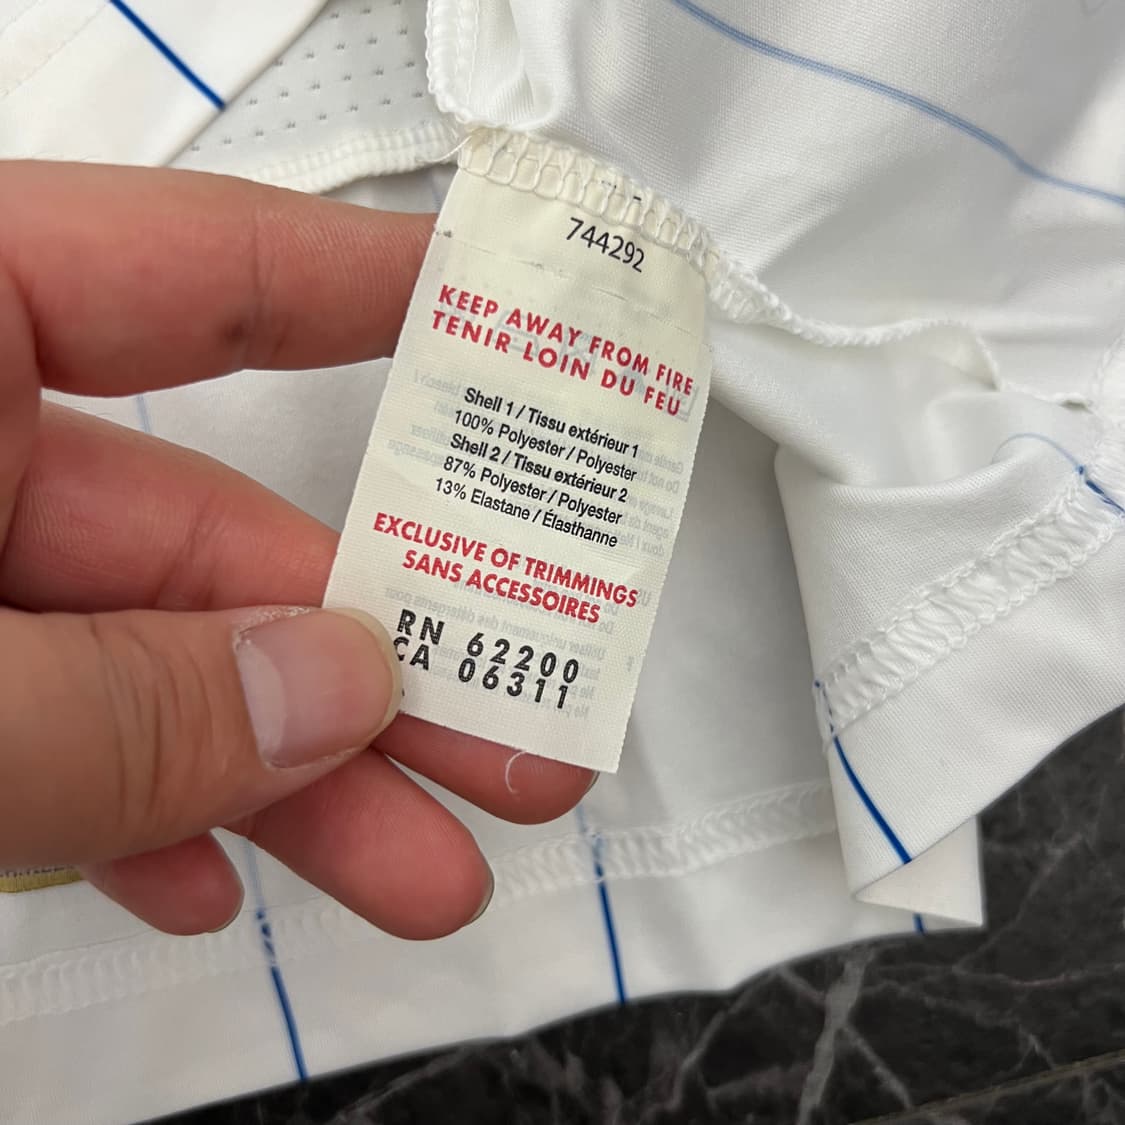 744292
KEEP AWAY FROM FIRE
TENIR LOIN DU FEU
Shell 1 / Tissu extérieur 1
100% Polyester / Polyester
Shell 2 / Tissu extérieur 2
87% Polyester / Polyester
13% Elastane / Élasthanne
EXCLUSIVE OF TRIMMINGS
SANS ACCESSOIRES
RN 62200
CA 06311